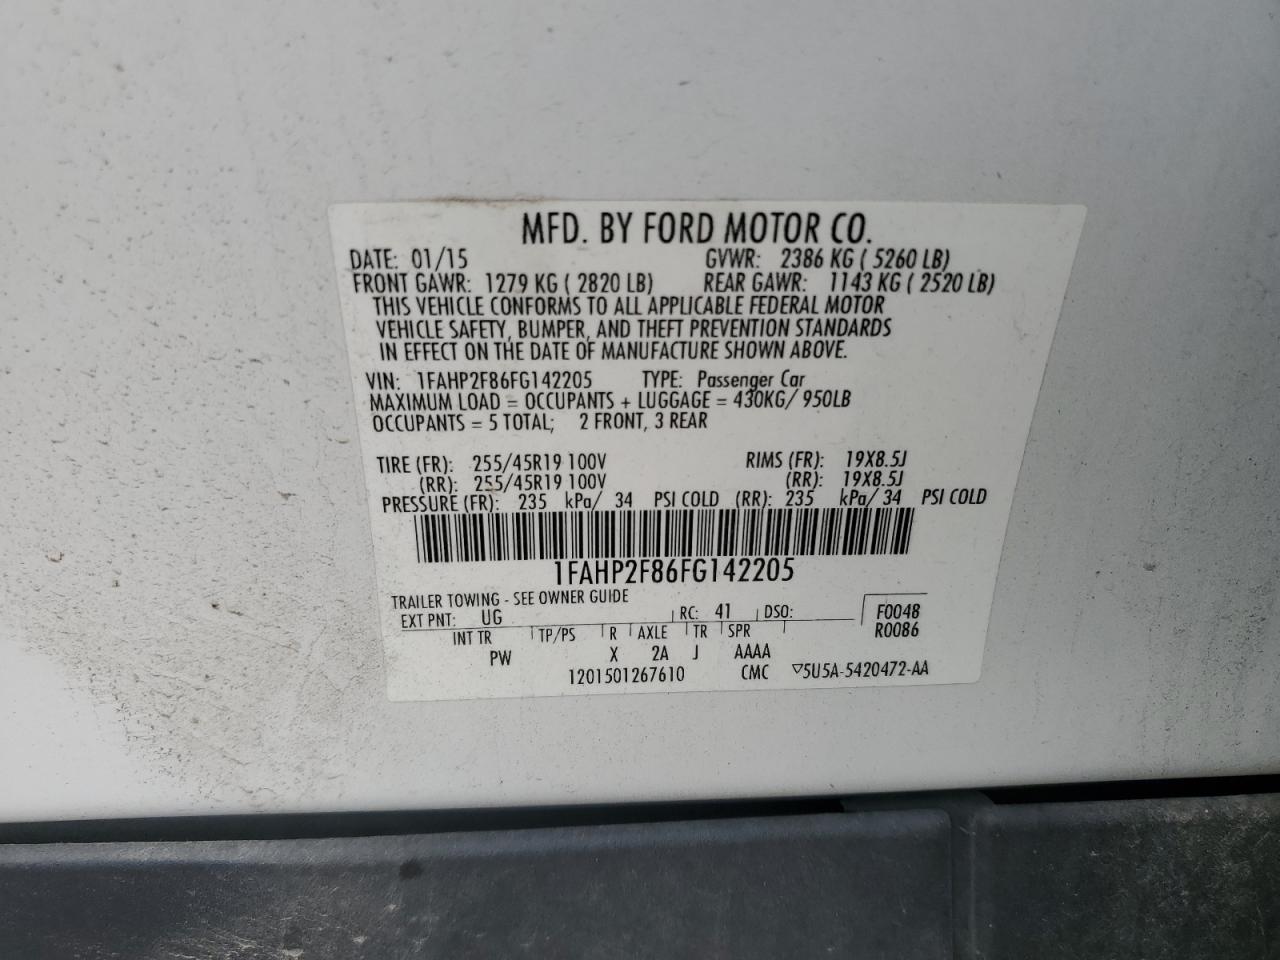 MFD. BY FORD MOTOR CO.
DATE: 01/15 GVWR: 2386 KG ( 5260 LB)
FRONT GAWR: 1279 KG ( 2820 LB) REAR GAWR: 1143 KG ( 2520 LB)
THIS VEHICLE CONFORMS TO ALL APPLICABLE FEDERAL MOTOR
VEHICLE SAFETY, BUMPER, AND THEFT PREVENTION STANDARDS
IN EFFECT ON THE DATE OF MANUFACTURE SHOWN ABOVE.
VIN: 1FAHP2F86FG142205 TYPE: Passenger Car
MAXIMUM LOAD = OCCUPANTS + LUGGAGE = 430KG/ 950LB
OCCUPANTS = 5 TOTAL; 2 FRONT, 3 REAR
TIRE (FR): 255/45R19 100V RIMS (FR): 19X8.5J
(RR): 255/45R19 100V (RR): 19X8.5J
PRESSURE (FR): 235 kPa/ 34 PSI COLD (RR): 235 kPa/ 34 PSI COLD
1FAHP2F86FG142205
TRAILER TOWING - SEE OWNER GUIDE
EXT PNT: UG RC: 41 DSO: F0048
INT TR TP/PS R AXLE TR SPR R0086
PW X 2A J AAAA
1201501267610 CMC ▽5U5A-5420472-AA